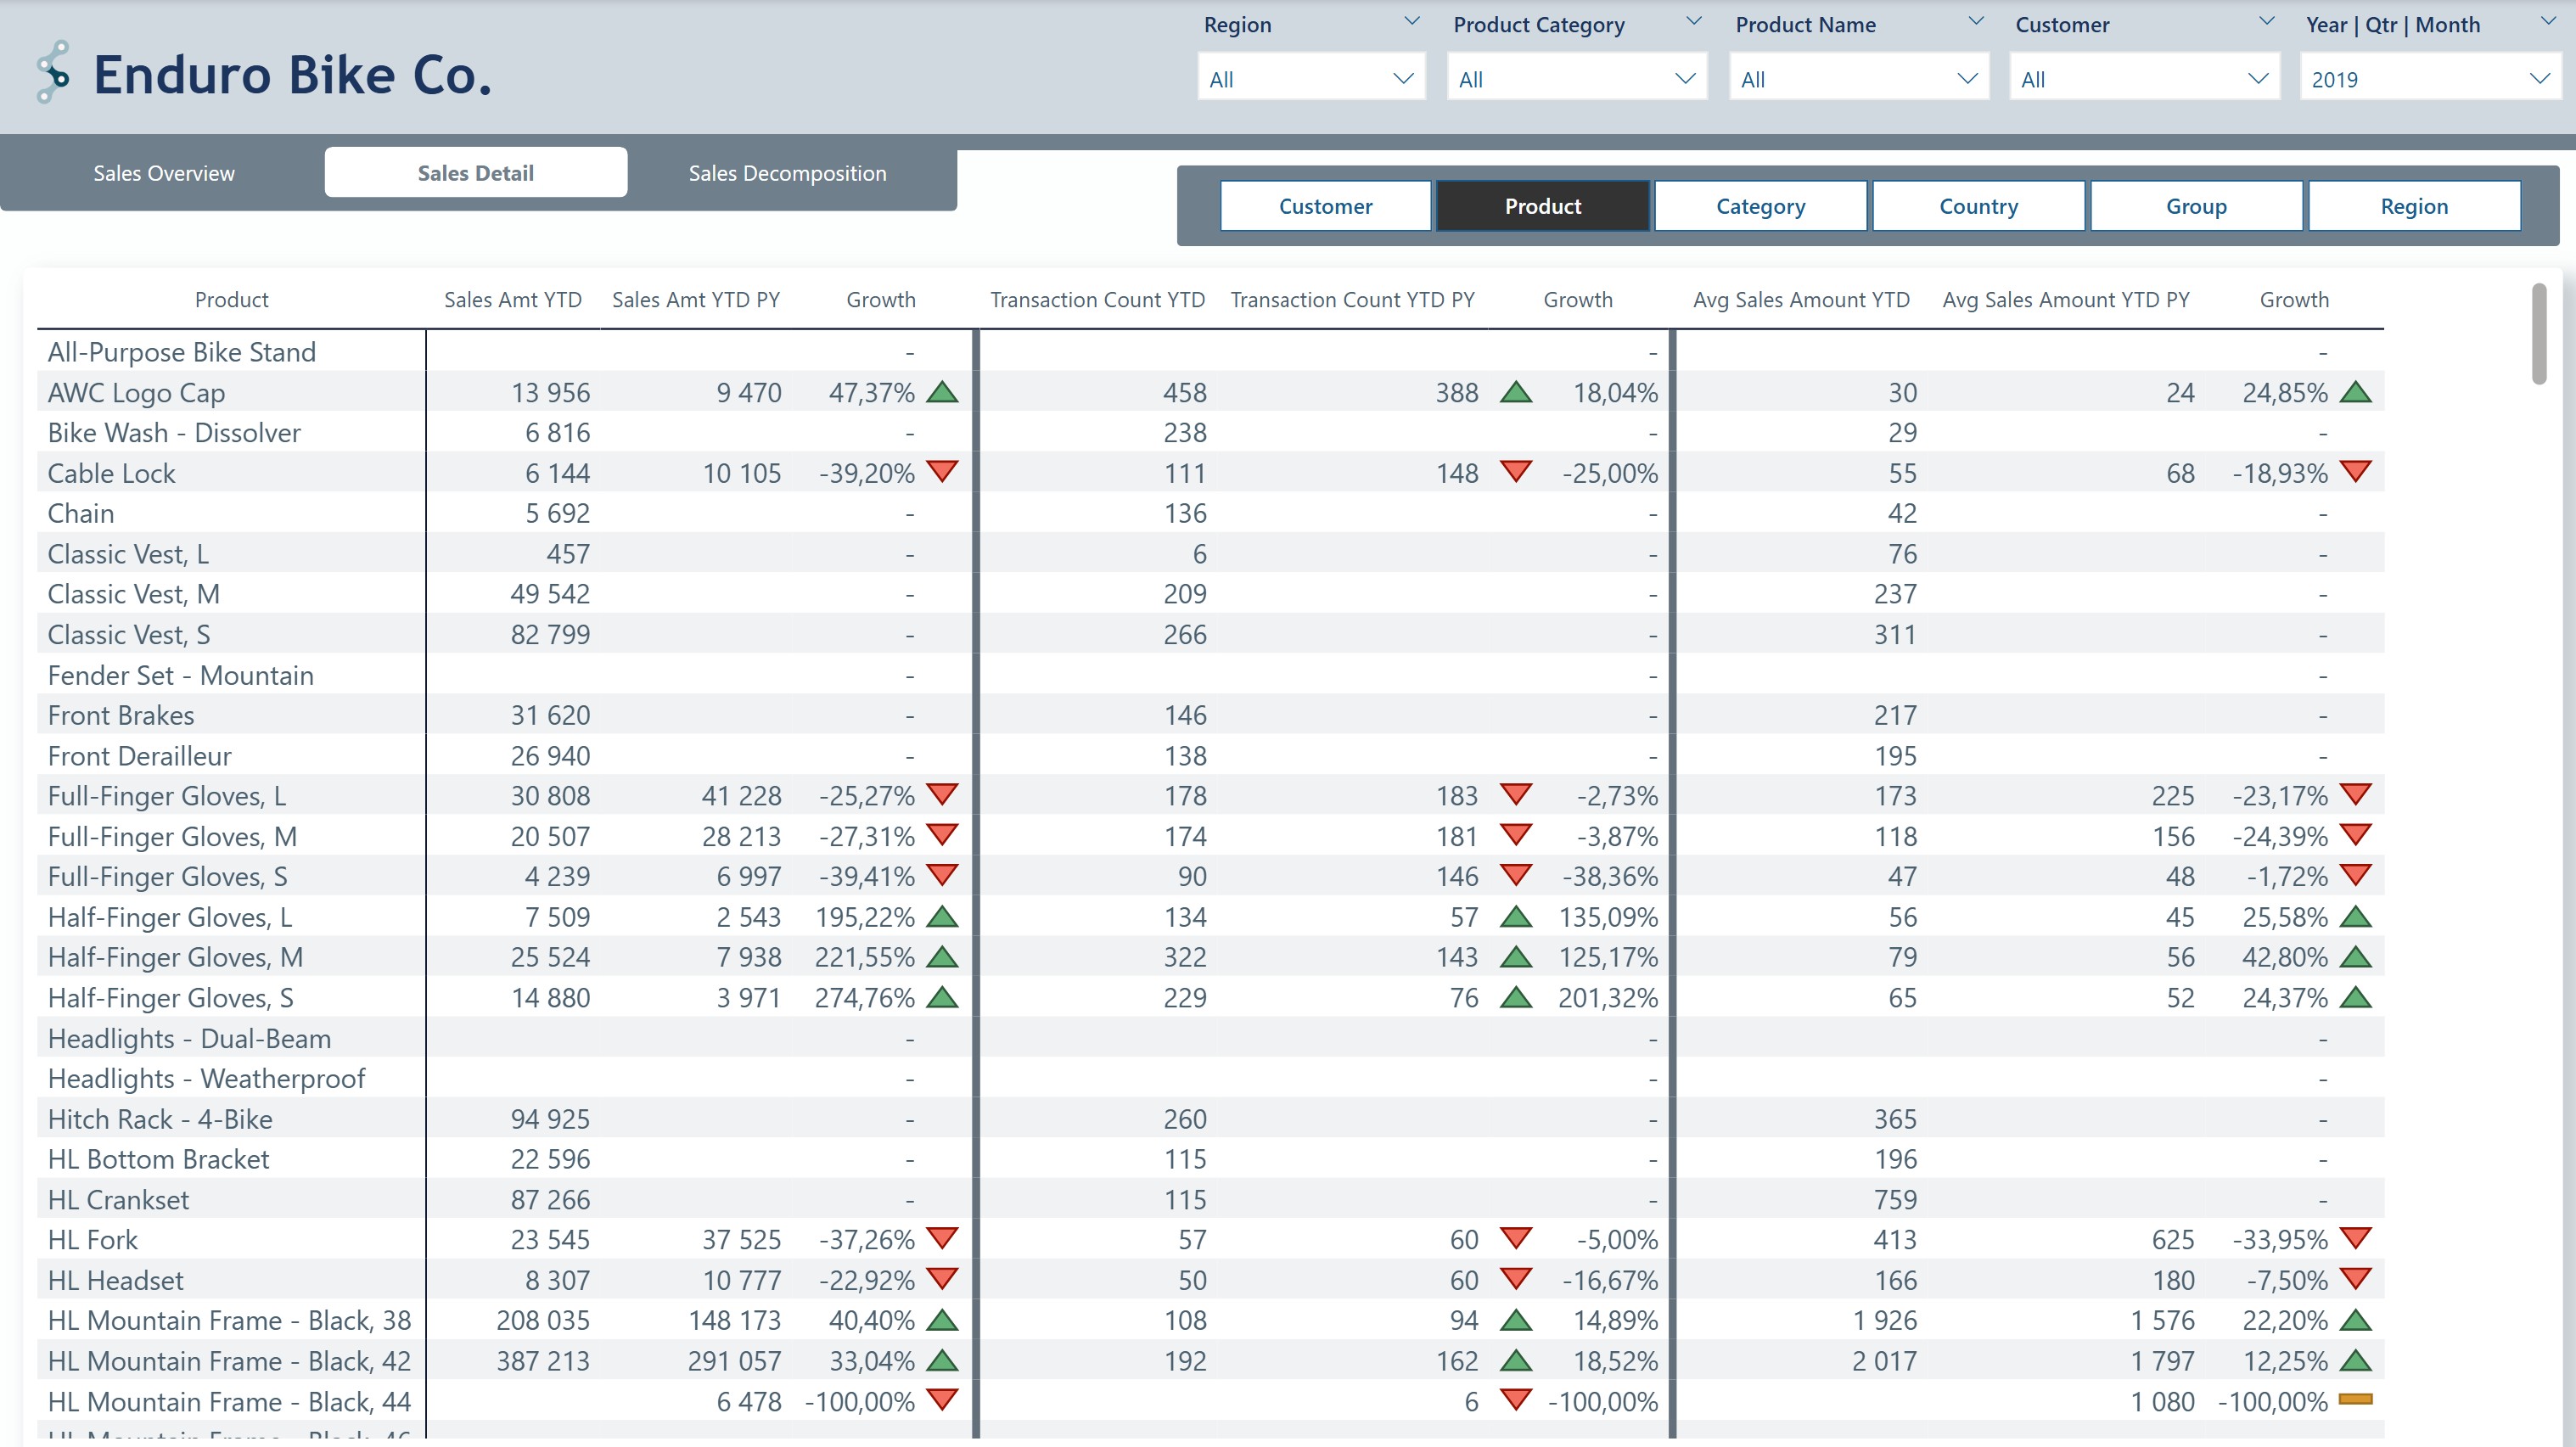 Enduro Bike Co.
Region Product Category Product Name Customer Year | Qtr | Month
All All All All 2019
Sales Overview Sales Detail Sales Decomposition
Customer Product Category Country Group Region
Product Sales Amt YTD Sales Amt YTD PY Growth Transaction Count YTD Transaction Count YTD PY Growth Avg Sales Amount YTD Avg Sales Amount YTD PY Growth
All-Purpose Bike Stand - - -
AWC Logo Cap 13 956 9 470 47,37% 458 388 18,04% 30 24 24,85%
Bike Wash - Dissolver 6 816 - 238 - 29 -
Cable Lock 6 144 10 105 -39,20% 111 148 -25,00% 55 68 -18,93%
Chain 5 692 - 136 - 42 -
Classic Vest, L 457 - 6 - 76 -
Classic Vest, M 49 542 - 209 - 237 -
Classic Vest, S 82 799 - 266 - 311 -
Fender Set - Mountain - - -
Front Brakes 31 620 - 146 - 217 -
Front Derailleur 26 940 - 138 - 195 -
Full-Finger Gloves, L 30 808 41 228 -25,27% 178 183 -2,73% 173 225 -23,17%
Full-Finger Gloves, M 20 507 28 213 -27,31% 174 181 -3,87% 118 156 -24,39%
Full-Finger Gloves, S 4 239 6 997 -39,41% 90 146 -38,36% 47 48 -1,72%
Half-Finger Gloves, L 7 509 2 543 195,22% 134 57 135,09% 56 45 25,58%
Half-Finger Gloves, M 25 524 7 938 221,55% 322 143 125,17% 79 56 42,80%
Half-Finger Gloves, S 14 880 3 971 274,76% 229 76 201,32% 65 52 24,37%
Headlights - Dual-Beam - - -
Headlights - Weatherproof - - -
Hitch Rack - 4-Bike 94 925 - 260 - 365 -
HL Bottom Bracket 22 596 - 115 - 196 -
HL Crankset 87 266 - 115 - 759 -
HL Fork 23 545 37 525 -37,26% 57 60 -5,00% 413 625 -33,95%
HL Headset 8 307 10 777 -22,92% 50 60 -16,67% 166 180 -7,50%
HL Mountain Frame - Black, 38 208 035 148 173 40,40% 108 94 14,89% 1 926 1 576 22,20%
HL Mountain Frame - Black, 42 387 213 291 057 33,04% 192 162 18,52% 2 017 1 797 12,25%
HL Mountain Frame - Black, 44 6 478 -100,00% 6 -100,00% 1 080 -100,00%